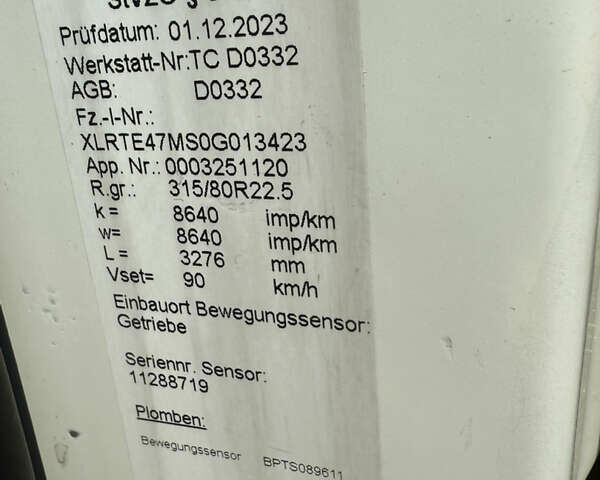 StVZO §
Prüfdatum: 01.12.2023
Werkstatt-Nr:TC D0332
AGB: D0332
Fz.-I-Nr.:
XLRTE47MS0G013423
App. Nr.: 0003251120
R.gr.: 315/80R22.5
k = 8640 imp/km
w= 8640 imp/km
L = 3276 mm
Vset= 90 km/h
Einbauort Bewegungssensor:
Getriebe
Seriennr. Sensor:
11288719
Plomben:
Bewegungssensor BPTS089611